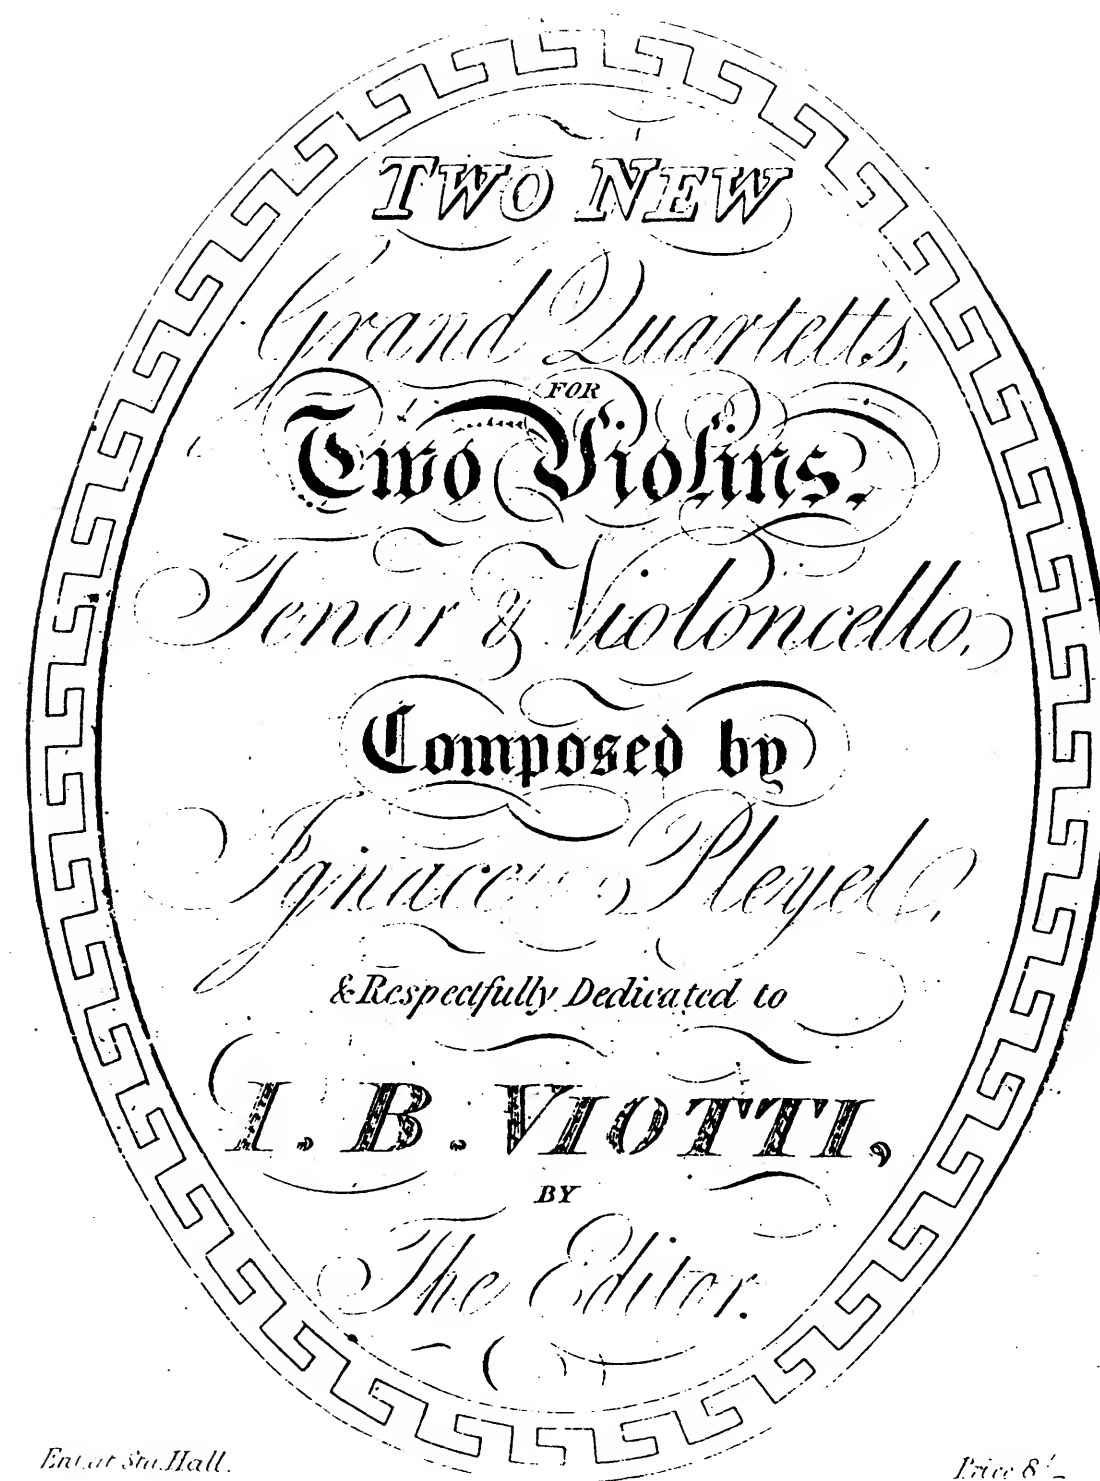 TWO NEW
Grand Quartetts,
FOR
Two Violins.
Tenor & Violoncello,
Composed by
Ignace Pleyel,
& Respectfully Dedicated to
I. B. VIOTTI,
BY
The Editor.
Ent. at Sta. Hall.
Price 8/-